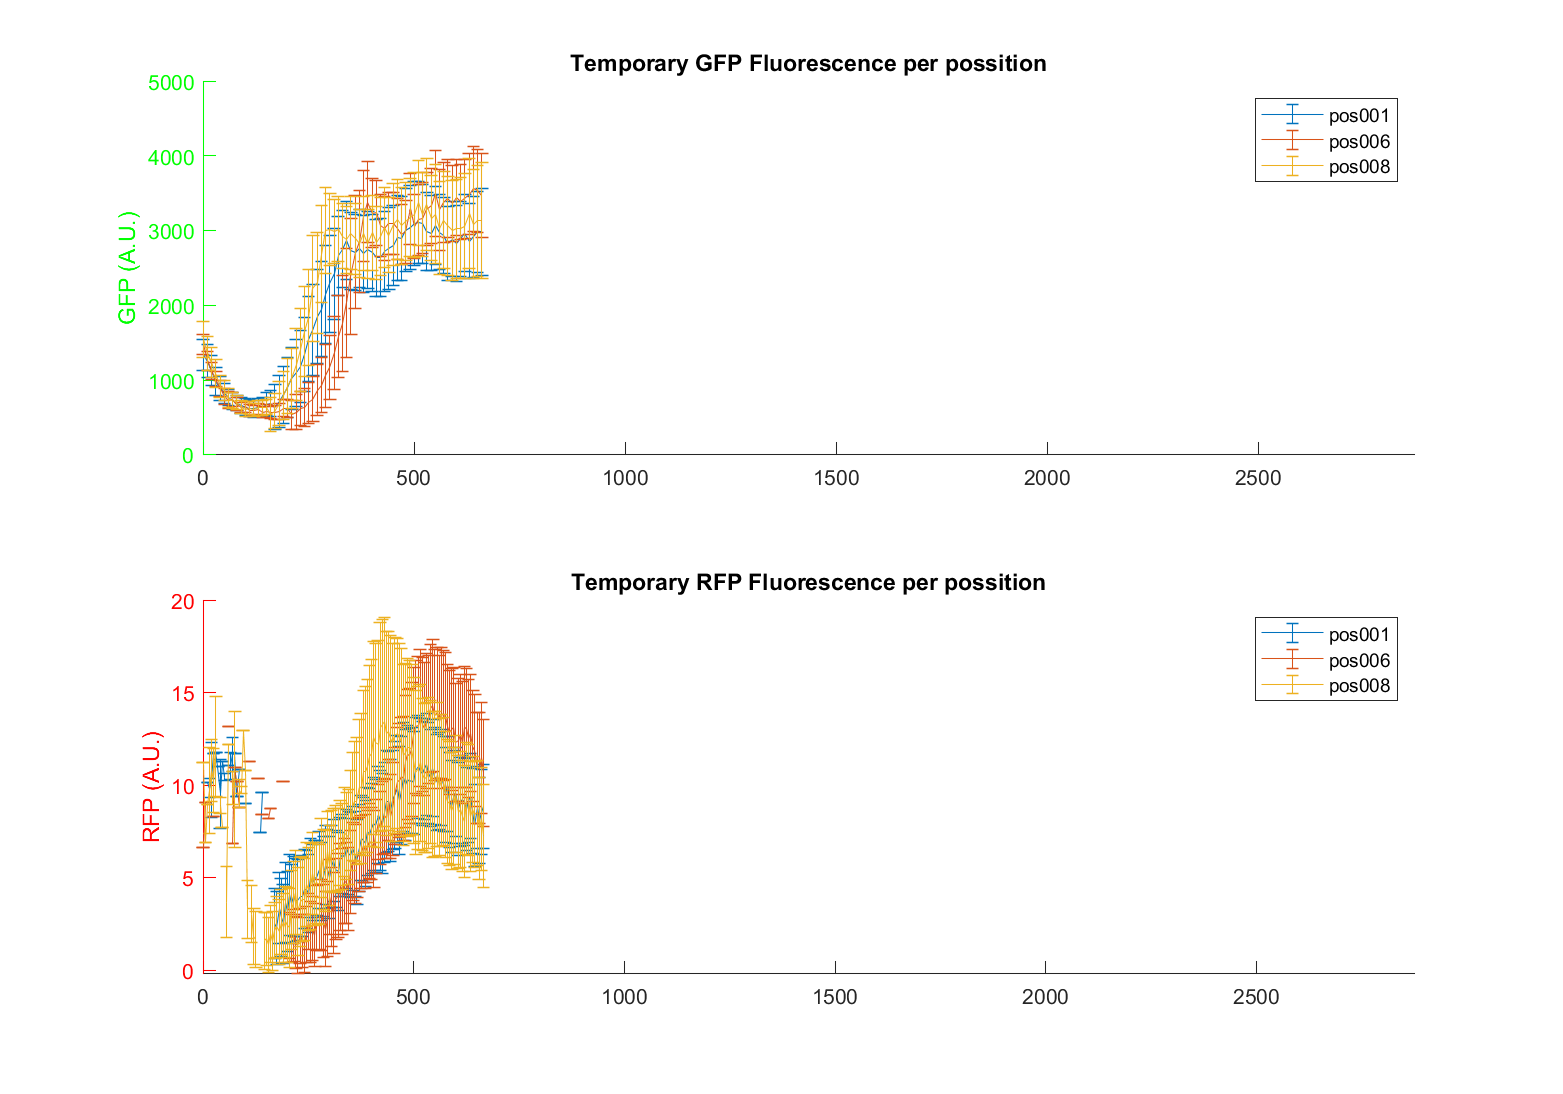 Temporary GFP Fluorescence per possition
5000
4000
3000
2000
1000
0
GFP (A.U.)
0 500 1000 1500 2000 2500
pos001
pos006
pos008
Temporary RFP Fluorescence per possition
20
15
10
5
0
RFP (A.U.)
0 500 1000 1500 2000 2500
pos001
pos006
pos008